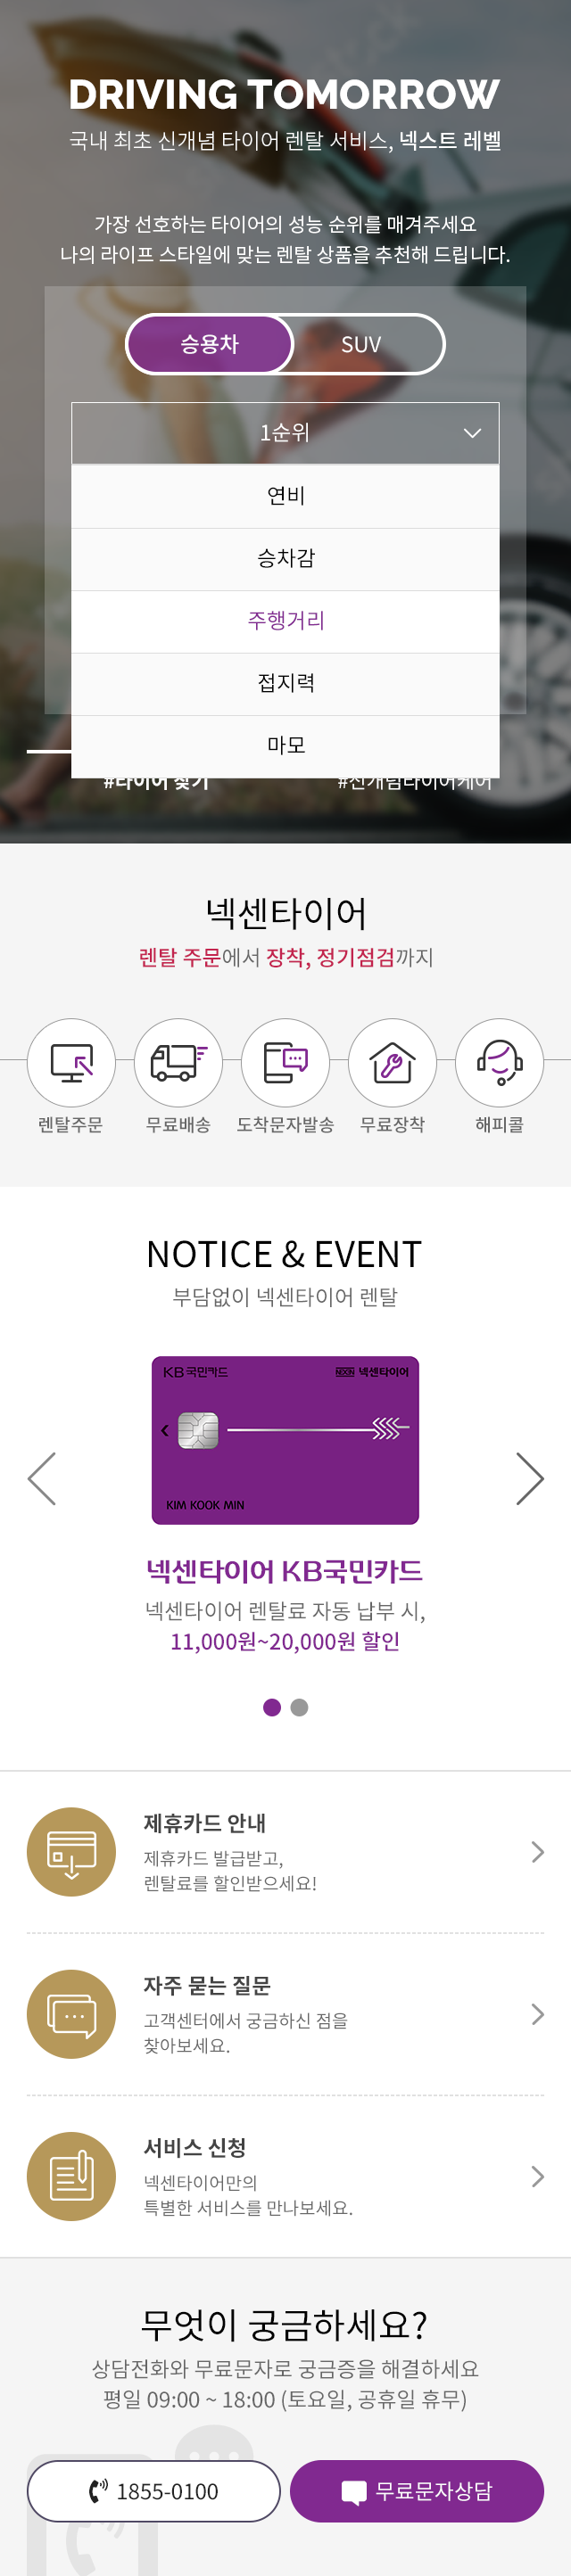 DRIVING TOMORROW
국내 최초 신개념 타이어 렌탈 서비스, 넥스트 레벨
가장 선호하는 타이어의 성능 순위를 매겨주세요
나의 라이프 스타일에 맞는 렌탈 상품을 추천해 드립니다.
승용차 SUV
1순위
연비
승차감
주행거리
접지력
마모
#타이어 찾기 #신개념타이어케어
넥센타이어
렌탈 주문에서 장착, 정기점검까지
렌탈주문 무료배송 도착문자발송 무료장착 해피콜
NOTICE & EVENT
부담없이 넥센타이어 렌탈
KB국민카드 넥센타이어
KIM KOOK MIN
넥센타이어 KB국민카드
넥센타이어 렌탈료 자동 납부 시,
11,000원~20,000원 할인
제휴카드 안내
제휴카드 발급받고,
렌탈료를 할인받으세요!
자주 묻는 질문
고객센터에서 궁금하신 점을
찾아보세요.
서비스 신청
넥센타이어만의
특별한 서비스를 만나보세요.
무엇이 궁금하세요?
상담전화와 무료문자로 궁금증을 해결하세요
평일 09:00 ~ 18:00 (토요일, 공휴일 휴무)
1855-0100 무료문자상담